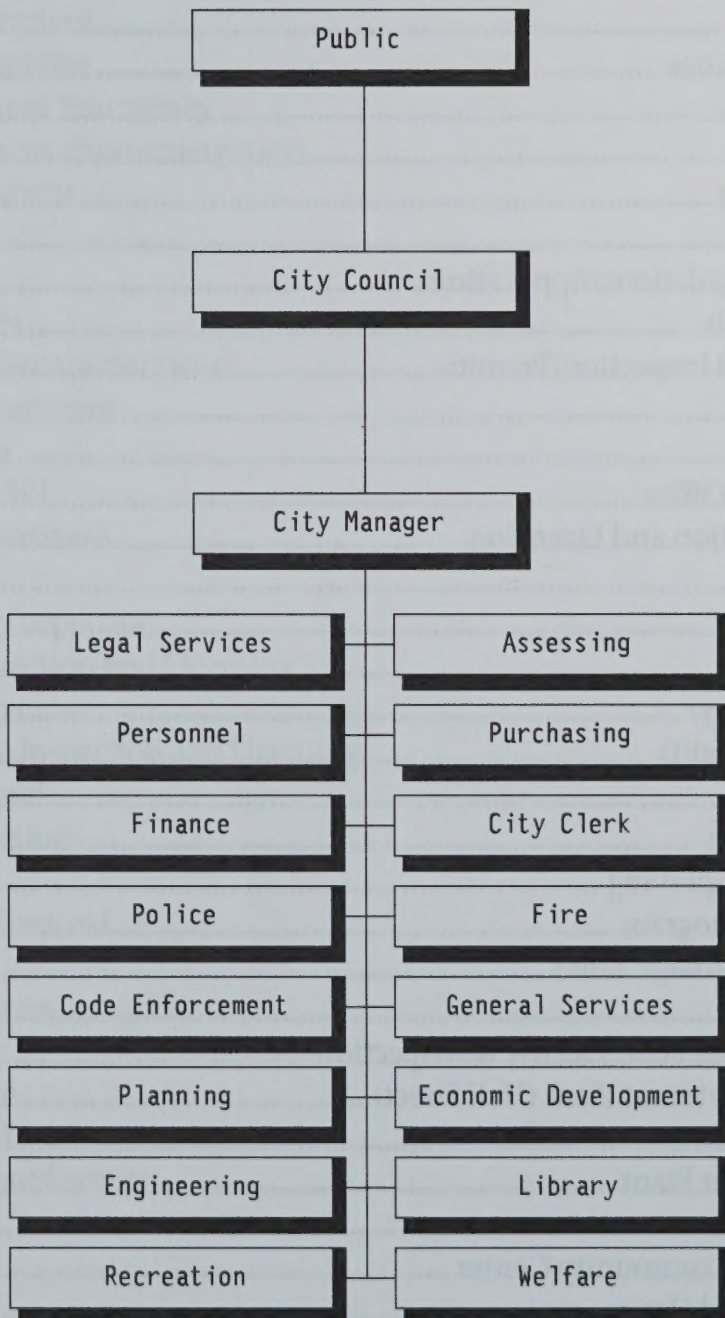 Public
City Council
City Manager
Legal Services
Assessing
Personnel
Purchasing
Finance
City Clerk
Police
Fire
Code Enforcement
General Services
Planning
Economic Development
Engineering
Library
Recreation
Welfare